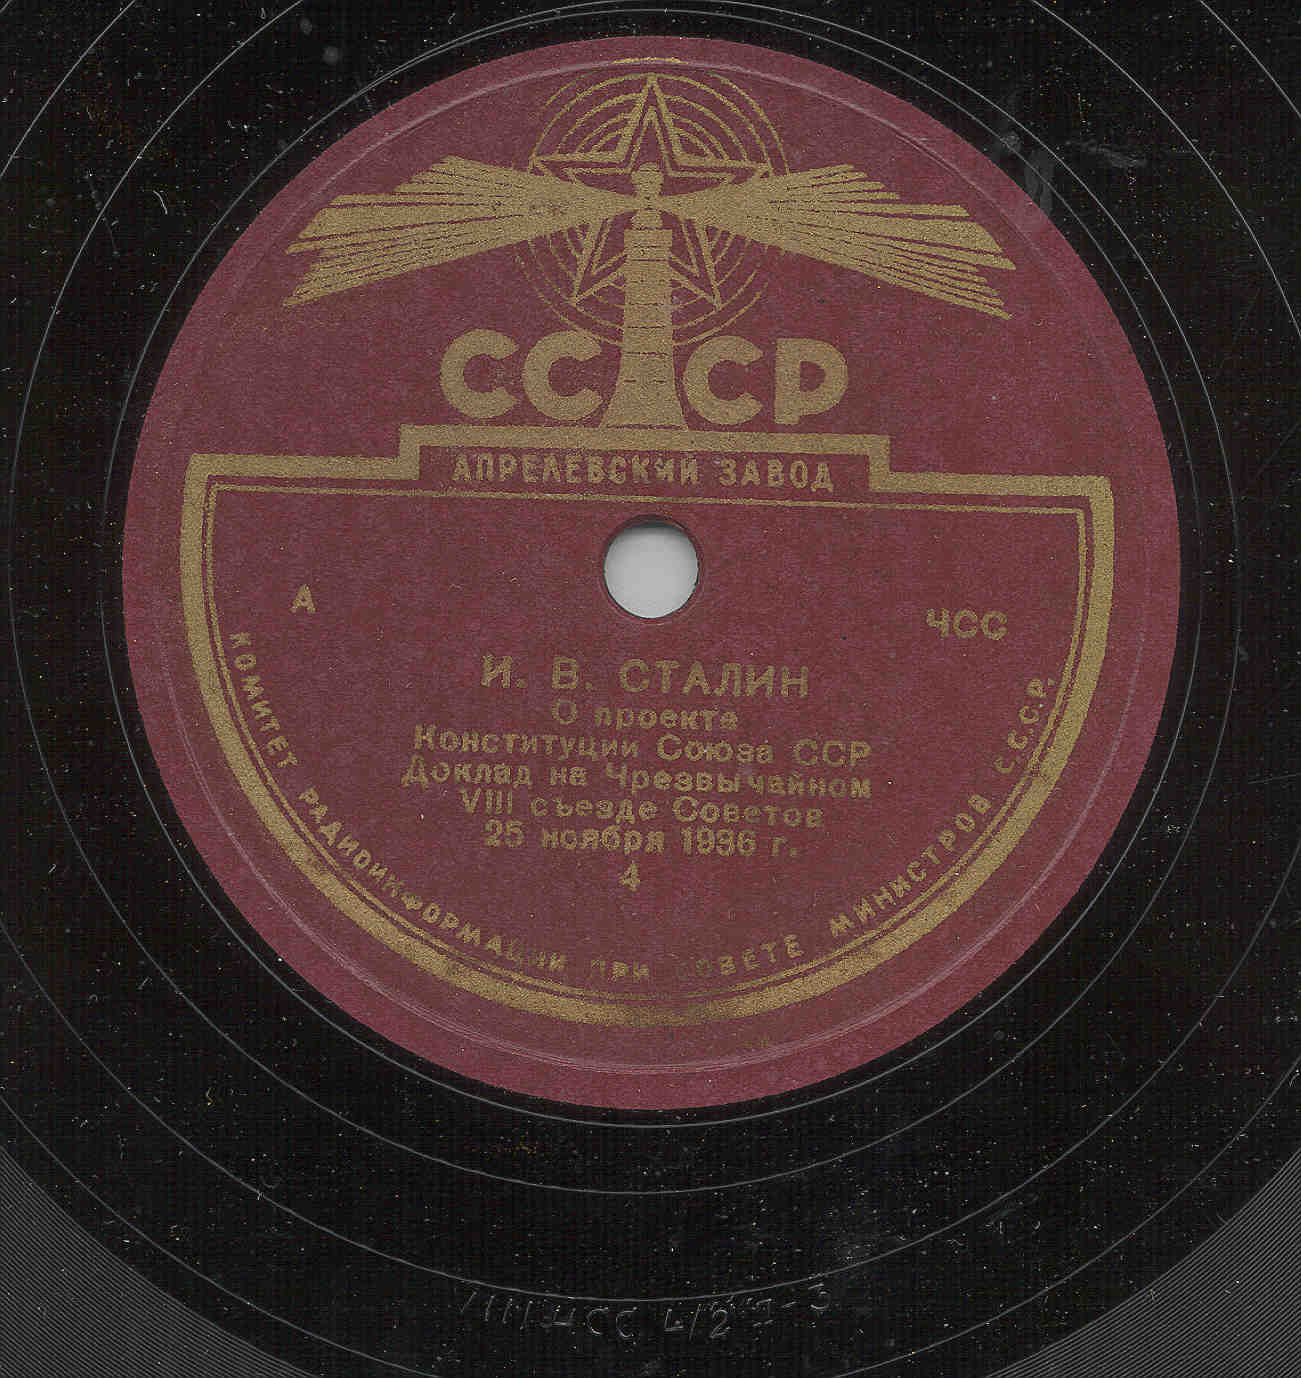 СССР
АПРЕЛЕВСКИЙ ЗАВОД
А
ЧСС
И. В. СТАЛИН
О проекте
Конституции Союза ССР
Доклад на Чрезвычайном
VIII съезде Советов
25 ноября 1936 г.
4
КОМИТЕТ РАДИОИНФОРМАЦИИ ПРИ СОВЕТЕ МИНИСТРОВ С.С.С.Р.